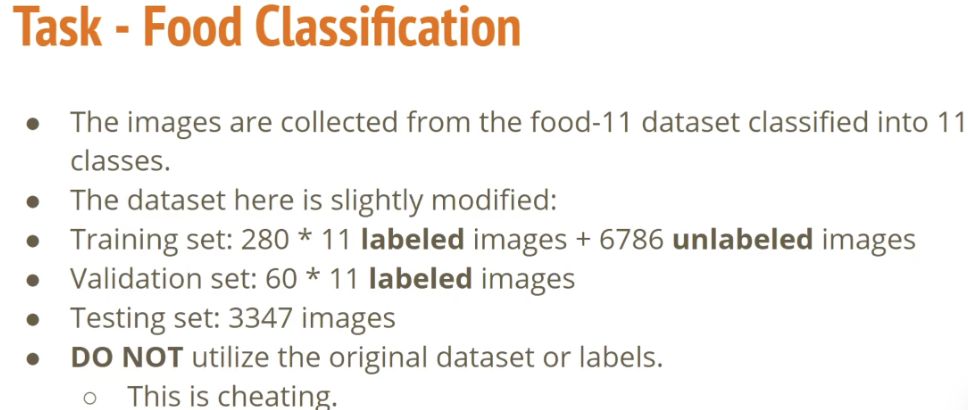 Task - Food Classification
● The images are collected from the food-11 dataset classified into 11
classes.
● The dataset here is slightly modified:
● Training set: 280 * 11 labeled images + 6786 unlabeled images
● Validation set: 60 * 11 labeled images
● Testing set: 3347 images
● DO NOT utilize the original dataset or labels.
○ This is cheating.